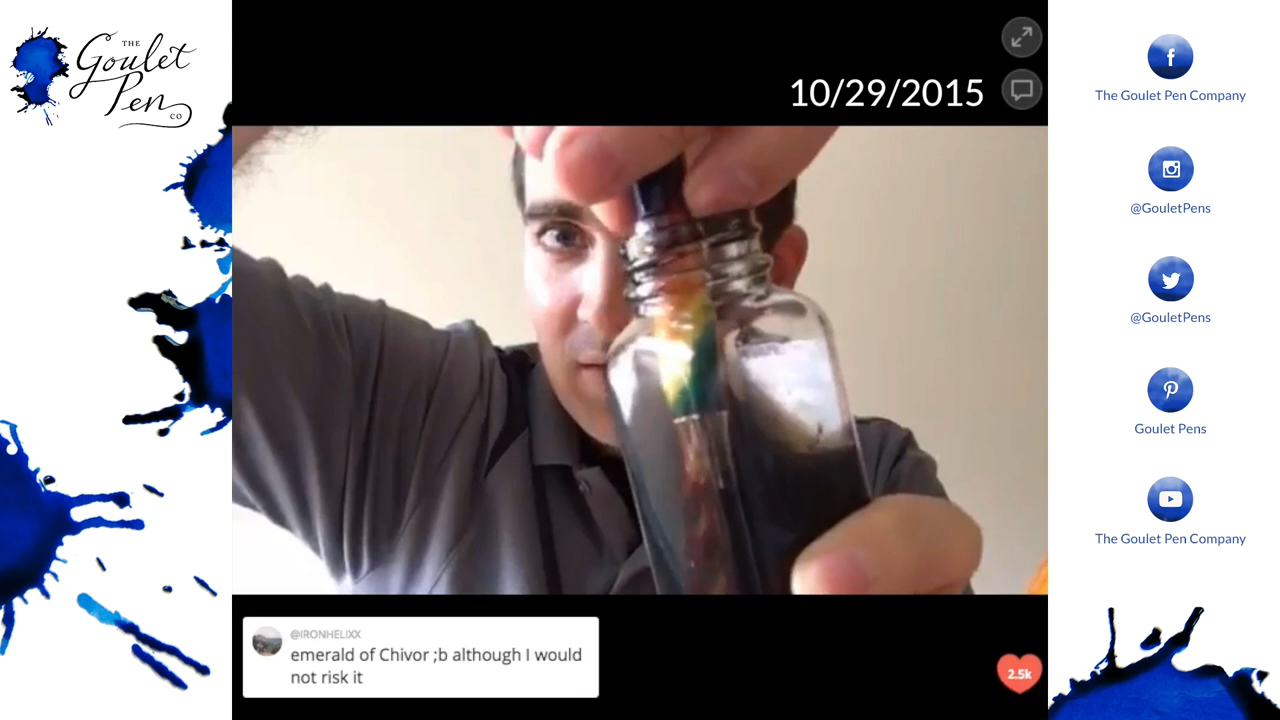 THE
Goulet
Pen
CO
10/29/2015
@IRONHELIXX
emerald of Chivor ;b although I would
not risk it
2.5k
The Goulet Pen Company
@GouletPens
@GouletPens
Goulet Pens
The Goulet Pen Company